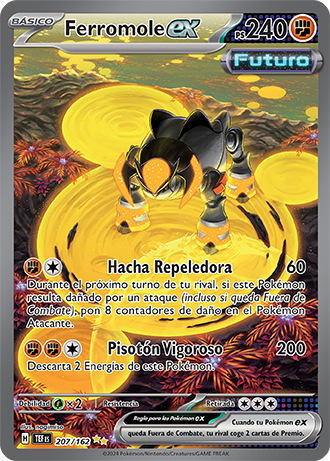 BÁSICO Ferromole ex PS 240
Futuro
Hacha Repeledora 60
Durante el próximo turno de tu rival, si este Pokémon
resulta dañado por un ataque (incluso si queda Fuera de
Combate), pon 8 contadores de daño en el Pokémon
Atacante.
Pisotón Vigoroso 200
Descarta 2 Energías de este Pokémon.
Debilidad ×2 Resistencia Retirada
Ilus. nogimiso
Regla para los Pokémon ex
Cuando tu Pokémon ex
queda Fuera de Combate, tu rival coge 2 cartas de Premio.
H TEF ES 207/162
©2024 Pokémon/Nintendo/Creatures/GAME FREAK